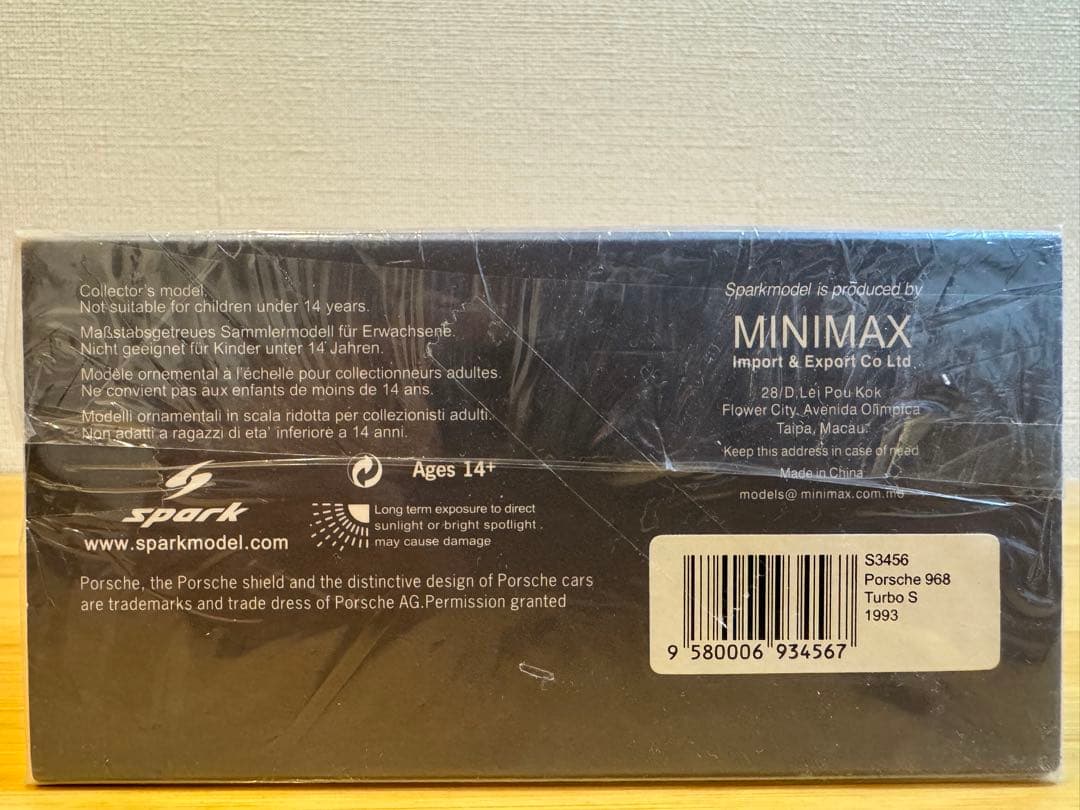 Collector's model.
Not suitable for children under 14 years.
Maßstabsgetreues Sammlermodell für Erwachsene.
Nicht geeignet für Kinder unter 14 Jahren.
Modèle ornemental à l'échelle pour collectionneurs adultes.
Ne convient pas aux enfants de moins de 14 ans.
Modelli ornamentali in scala ridotta per collezionisti adulti.
Non adatti a ragazzi di eta' inferiore a 14 anni.
spark
www.sparkmodel.com
Ages 14+
Long term exposure to direct
sunlight or bright spotlight.
may cause damage
Porsche, the Porsche shield and the distinctive design of Porsche cars
are trademarks and trade dress of Porsche AG.Permission granted
Sparkmodel is produced by
MINIMAX
Import & Export Co Ltd
28/D.Lei Pou Kok
Flower City. Avenida Olimpica
Taipa, Macau.
Keep this address in case of need
Made in China
models@minimax.com.mo
S3456
Porsche 968
Turbo S
1993
9 580006 934567